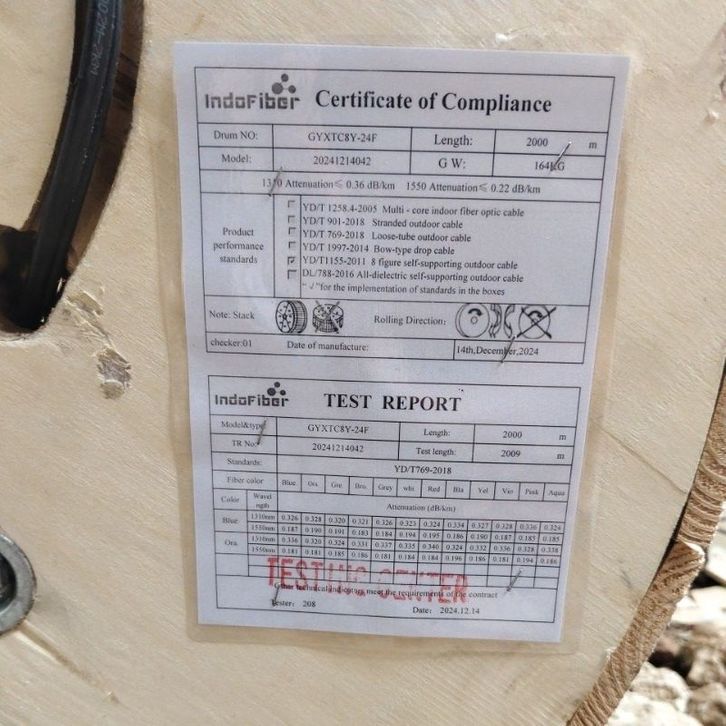 IndoFiber Certificate of Compliance
Drum NO: GYXTC8Y-24F Length: 2000 m
Model: 20241214042 G W: 164KG
1310 Attenuation≤ 0.36 dB/km 1550 Attenuation≤ 0.22 dB/km
Product performance standards
YD/T 1258.4-2005 Multi - core indoor fiber optic cable
YD/T 901-2018 Stranded outdoor cable
YD/T 769-2018 Loose-tube outdoor cable
YD/T 1997-2014 Bow-type drop cable
YD/T1155-2011 8 figure self-supporting outdoor cable
DL/788-2016 All-dielectric self-supporting outdoor cable
"√"for the implementation of standards in the boxes
Note: Stack Rolling Direction:
checker:01 Date of manufacture: 14th,December,2024
IndoFiber TEST REPORT
Model&type GYXTC8Y-24F Length: 2000 m
TR No: 20241214042 Test length: 2009 m
Standards: YD/T769-2018
Fiber color Blue Ora Gre Bro Grey whi Red Bla Yel Vio Pink Aqua
Color Wavel ngth Attenuation (dB/km)
Blue 1310nm 0.326 0.328 0.320 0.321 0.326 0.323 0.324 0.334 0.327 0.328 0.336 0.324
1550nm 0.187 0.190 0.191 0.183 0.184 0.194 0.195 0.186 0.190 0.187 0.185 0.185
Ora 1310nm 0.336 0.320 0.324 0.331 0.337 0.335 0.340 0.324 0.332 0.336 0.328 0.338
1550nm 0.181 0.181 0.185 0.186 0.181 0.184 0.184 0.196 0.186 0.181 0.194 0.186
TESTING CENTER
technical indicators meet the requirements of the contract
Tester: 208 Date: 2024.12.14